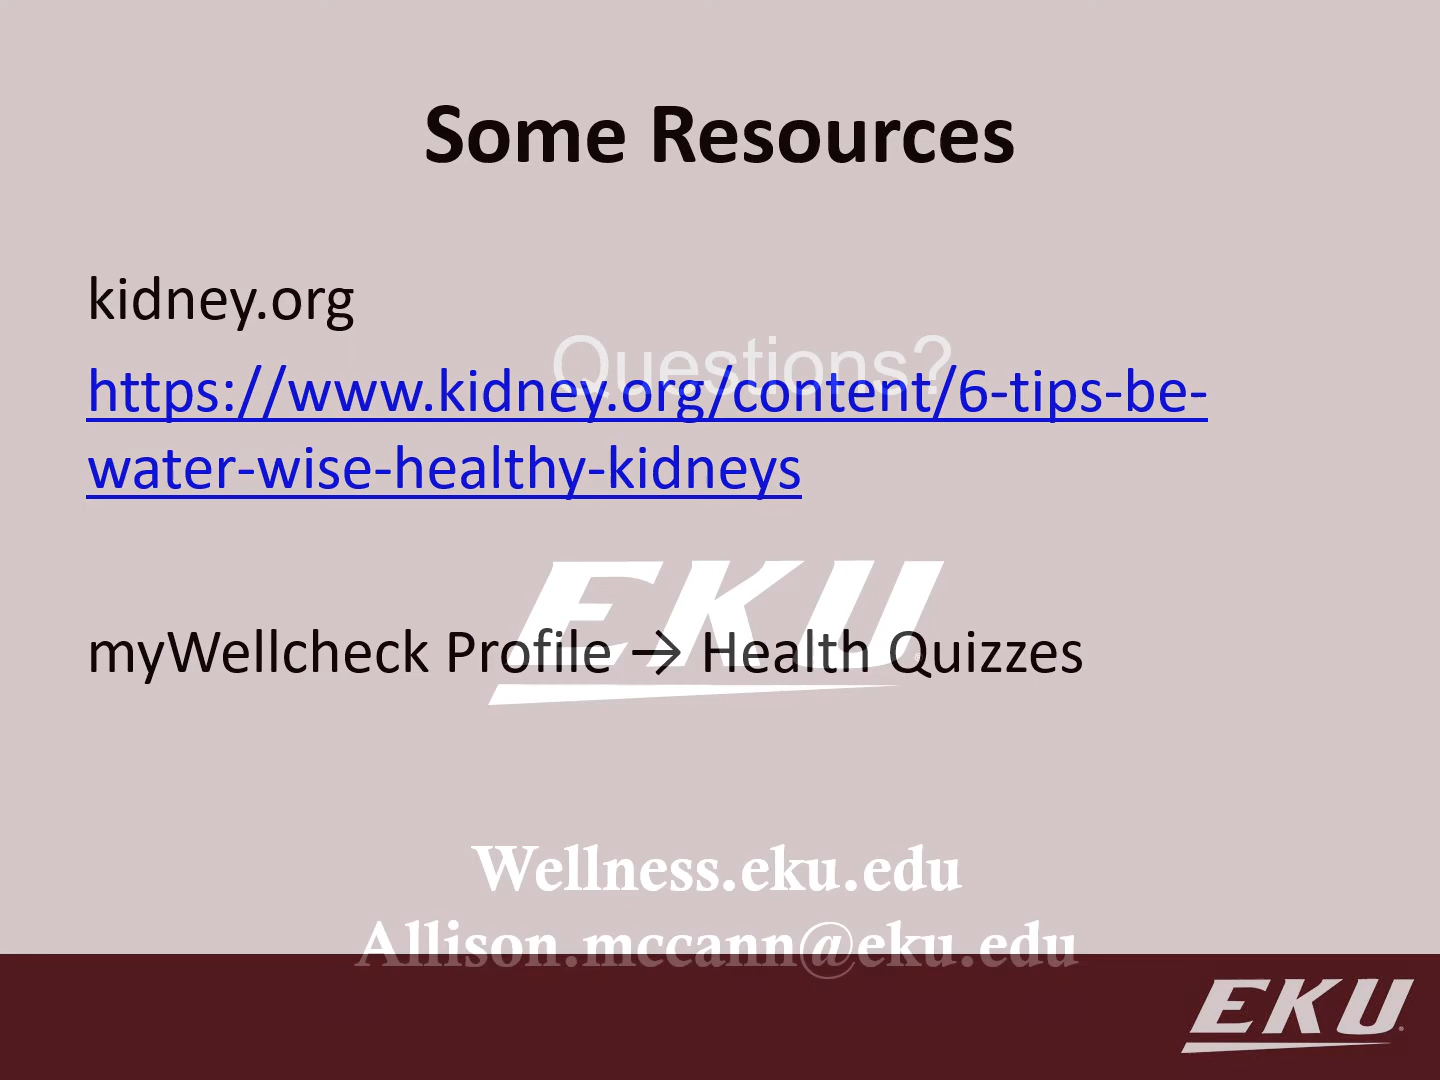 Some Resources
kidney.org
Questions?
https://www.kidney.org/content/6-tips-be-
water-wise-healthy-kidneys
EKU
myWellcheck Profile → Health Quizzes
Wellness.eku.edu
Allison.mccann@eku.edu
EKU